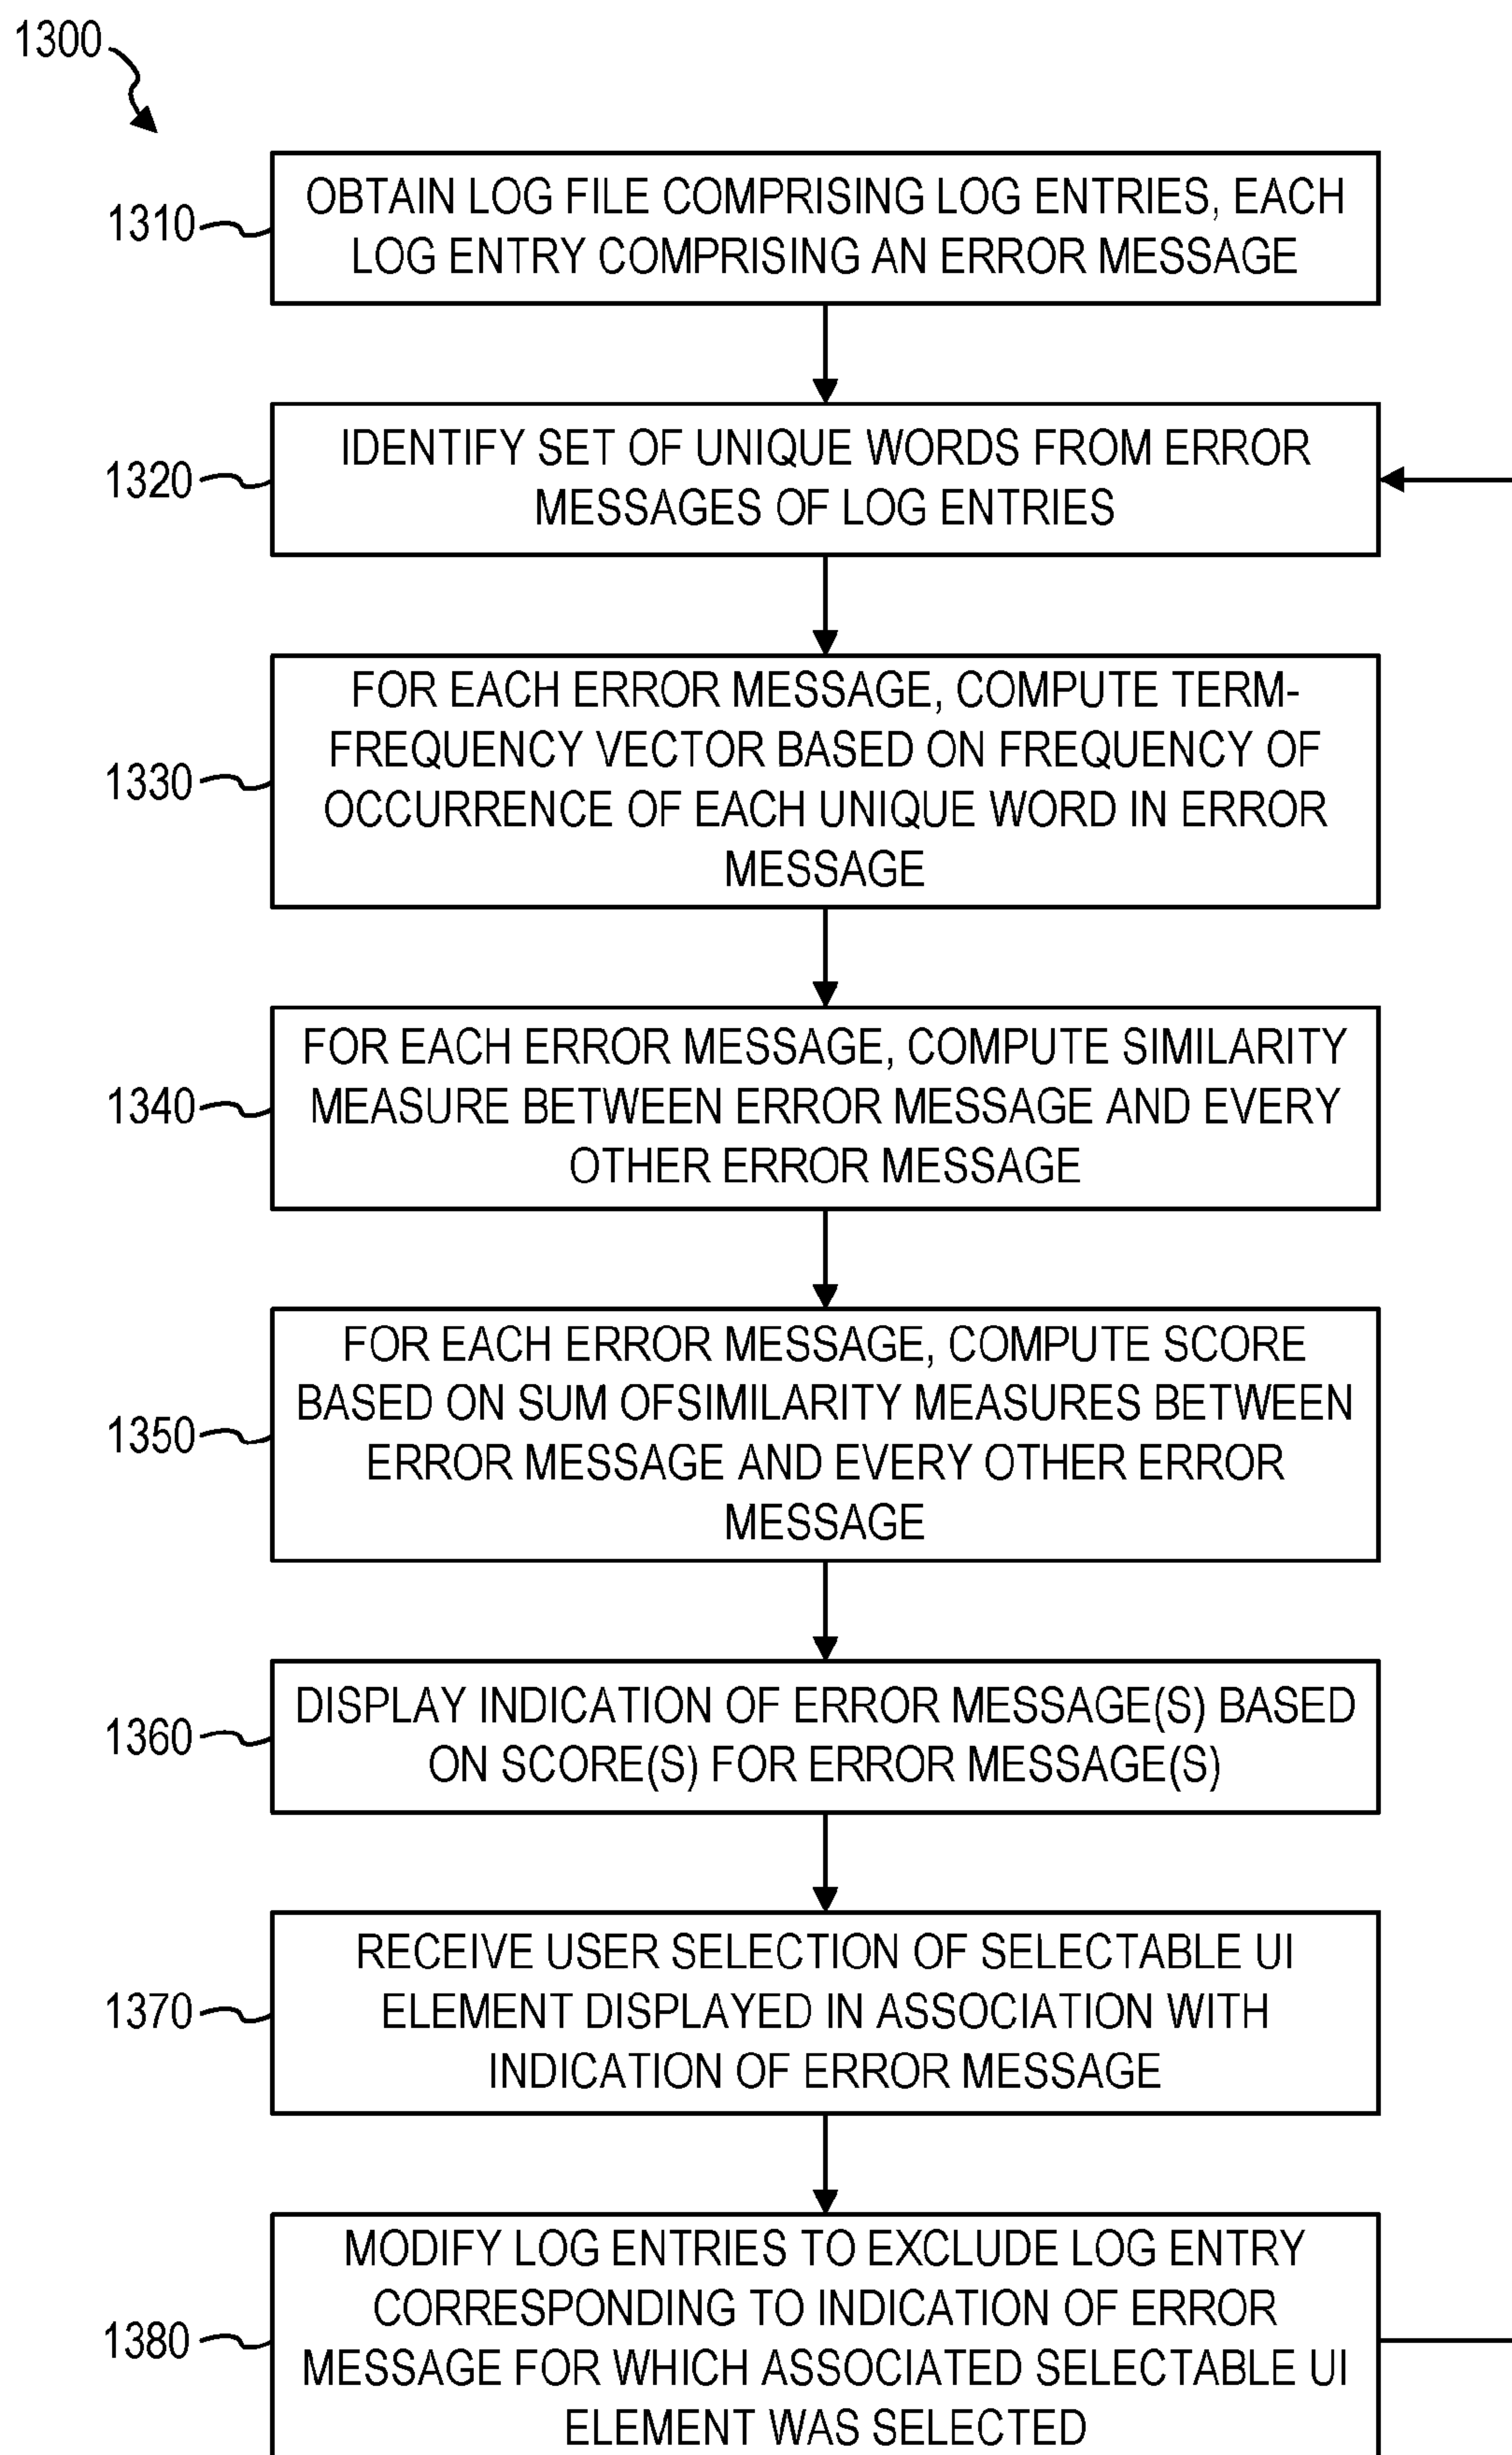 1300
1310
OBTAIN LOG FILE COMPRISING LOG ENTRIES, EACH
LOG ENTRY COMPRISING AN ERROR MESSAGE
1320
IDENTIFY SET OF UNIQUE WORDS FROM ERROR
MESSAGES OF LOG ENTRIES
1330
FOR EACH ERROR MESSAGE, COMPUTE TERM-
FREQUENCY VECTOR BASED ON FREQUENCY OF
OCCURRENCE OF EACH UNIQUE WORD IN ERROR
MESSAGE
1340
FOR EACH ERROR MESSAGE, COMPUTE SIMILARITY
MEASURE BETWEEN ERROR MESSAGE AND EVERY
OTHER ERROR MESSAGE
1350
FOR EACH ERROR MESSAGE, COMPUTE SCORE
BASED ON SUM OFSIMILARITY MEASURES BETWEEN
ERROR MESSAGE AND EVERY OTHER ERROR
MESSAGE
1360
DISPLAY INDICATION OF ERROR MESSAGE(S) BASED
ON SCORE(S) FOR ERROR MESSAGE(S)
1370
RECEIVE USER SELECTION OF SELECTABLE UI
ELEMENT DISPLAYED IN ASSOCIATION WITH
INDICATION OF ERROR MESSAGE
1380
MODIFY LOG ENTRIES TO EXCLUDE LOG ENTRY
CORRESPONDING TO INDICATION OF ERROR
MESSAGE FOR WHICH ASSOCIATED SELECTABLE UI
ELEMENT WAS SELECTED